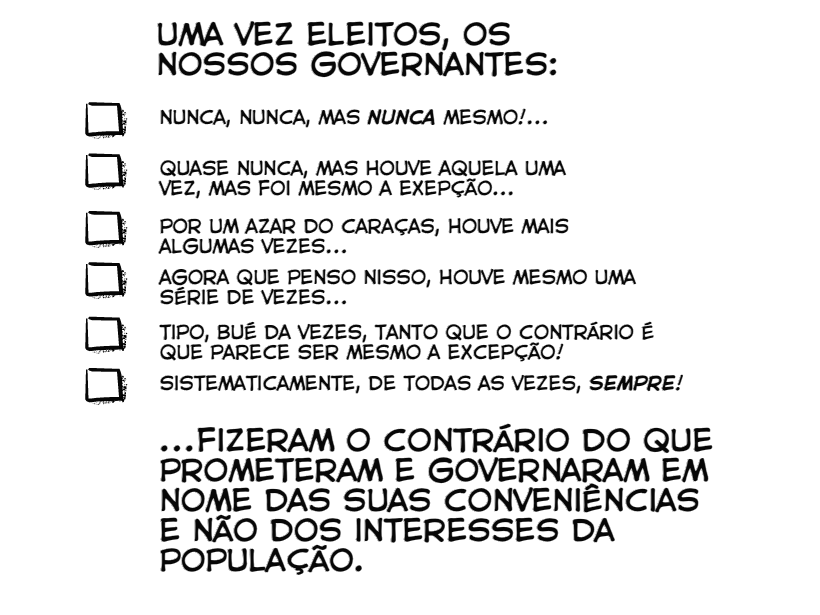 UMA VEZ ELEITOS, OS
NOSSOS GOVERNANTES:
NUNCA, NUNCA, MAS NUNCA MESMO!...
QUASE NUNCA, MAS HOUVE AQUELA UMA
VEZ, MAS FOI MESMO A EXEPÇÃO...
POR UM AZAR DO CARAÇAS, HOUVE MAIS
ALGUMAS VEZES...
AGORA QUE PENSO NISSO, HOUVE MESMO UMA
SÉRIE DE VEZES...
TIPO, BUÉ DA VEZES, TANTO QUE O CONTRÁRIO É
QUE PARECE SER MESMO A EXCEPÇÃO!
SISTEMATICAMENTE, DE TODAS AS VEZES, SEMPRE!
...FIZERAM O CONTRÁRIO DO QUE
PROMETERAM E GOVERNARAM EM
NOME DAS SUAS CONVENIÊNCIAS
E NÃO DOS INTERESSES DA
POPULAÇÃO.